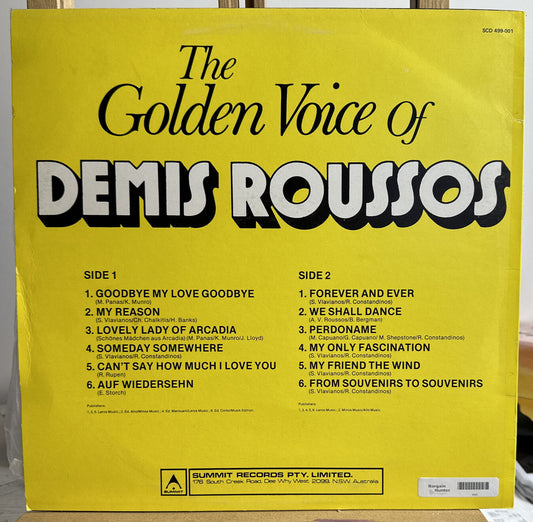 SCD 499-001
The
Golden Voice of
DEMIS ROUSSOS
SIDE 1
1. GOODBYE MY LOVE GOODBYE
(M. Panas/K. Munro)
2. MY REASON
(S. Vlavianos/Ch. Chalkitis/H. Banks)
3. LOVELY LADY OF ARCADIA
(Schönes Mädchen aus Arcadia) (M. Panas/K. Munro/J. Lloyd)
4. SOMEDAY SOMEWHERE
(S. Vlavianos/R. Constandinos)
5. CAN'T SAY HOW MUCH I LOVE YOU
(R. Rupen)
6. AUF WIEDERSEHN
(E. Storch)
Publishers
SIDE 2
1. FOREVER AND EVER
(S. Vlavianos/R. Constandinos)
2. WE SHALL DANCE
(A. V. Roussos/B. Bergman)
3. PERDONAME
(M. Capuano/G. Capuano/M. Shepstone/R. Constandinos)
4. MY ONLY FASCINATION
(S. Vlavianos/R. Constandinos)
5. MY FRIEND THE WIND
(S. Vlavianos/R. Constandinos)
6. FROM SOUVENIRS TO SOUVENIRS
(S. Vlavianos/R. Constandinos)
Publishers
SUMMIT
SUMMIT RECORDS PTY. LIMITED.
176 South Creek Road, Dee Why West, 2099, N.S.W. Australia
Bargain
Hunter